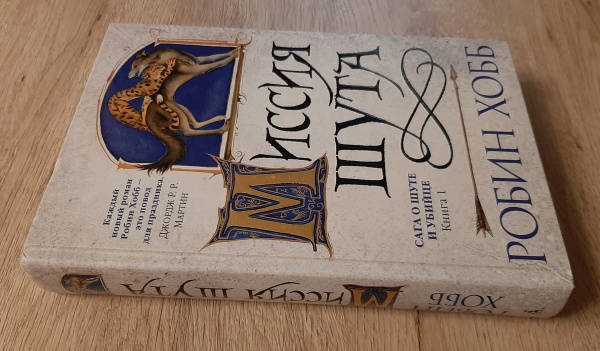 РОБИН ХОББ
МИССИЯ
ШУТА
САГА О ШУТЕ
И УБИЙЦЕ
Книга 1
Каждый
новый роман
Робин Хобб –
это повод
для праздника.
Джордж Р. Р.
Мартин
РОБИН
ХОББ
МИССИЯ ШУТА